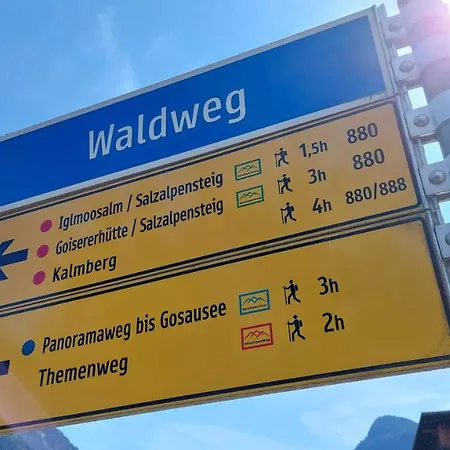 Waldweg
Iglmoosalm / Salzalpensteig 1,5h 880
Goisererhütte / Salzalpensteig 3h 880
Kalmberg 4h 880/888
Panoramaweg bis Gosausee 3h
Themenweg 2h